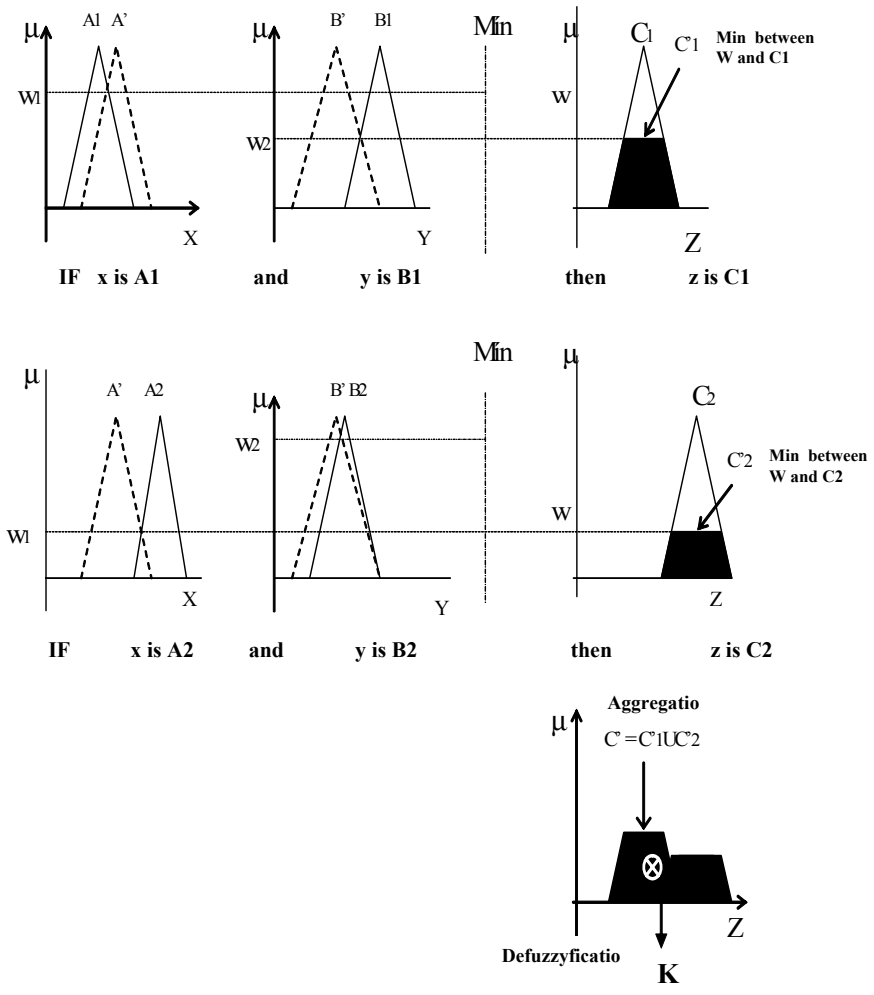 μ A1 A' μ B' B1 Min μ C1 C'1 Min between
W and C1
W1 W
W2
X Y Z
IF x is A1 and y is B1 then z is C1
Min
μ A' A2 μ B' B2 μ C2
W2 C'2 Min between
W and C2
W1 W
X Y Z
IF x is A2 and y is B2 then z is C2
Aggregatio
μ C'=C'1UC'2
Z
Defuzzyficatio
K